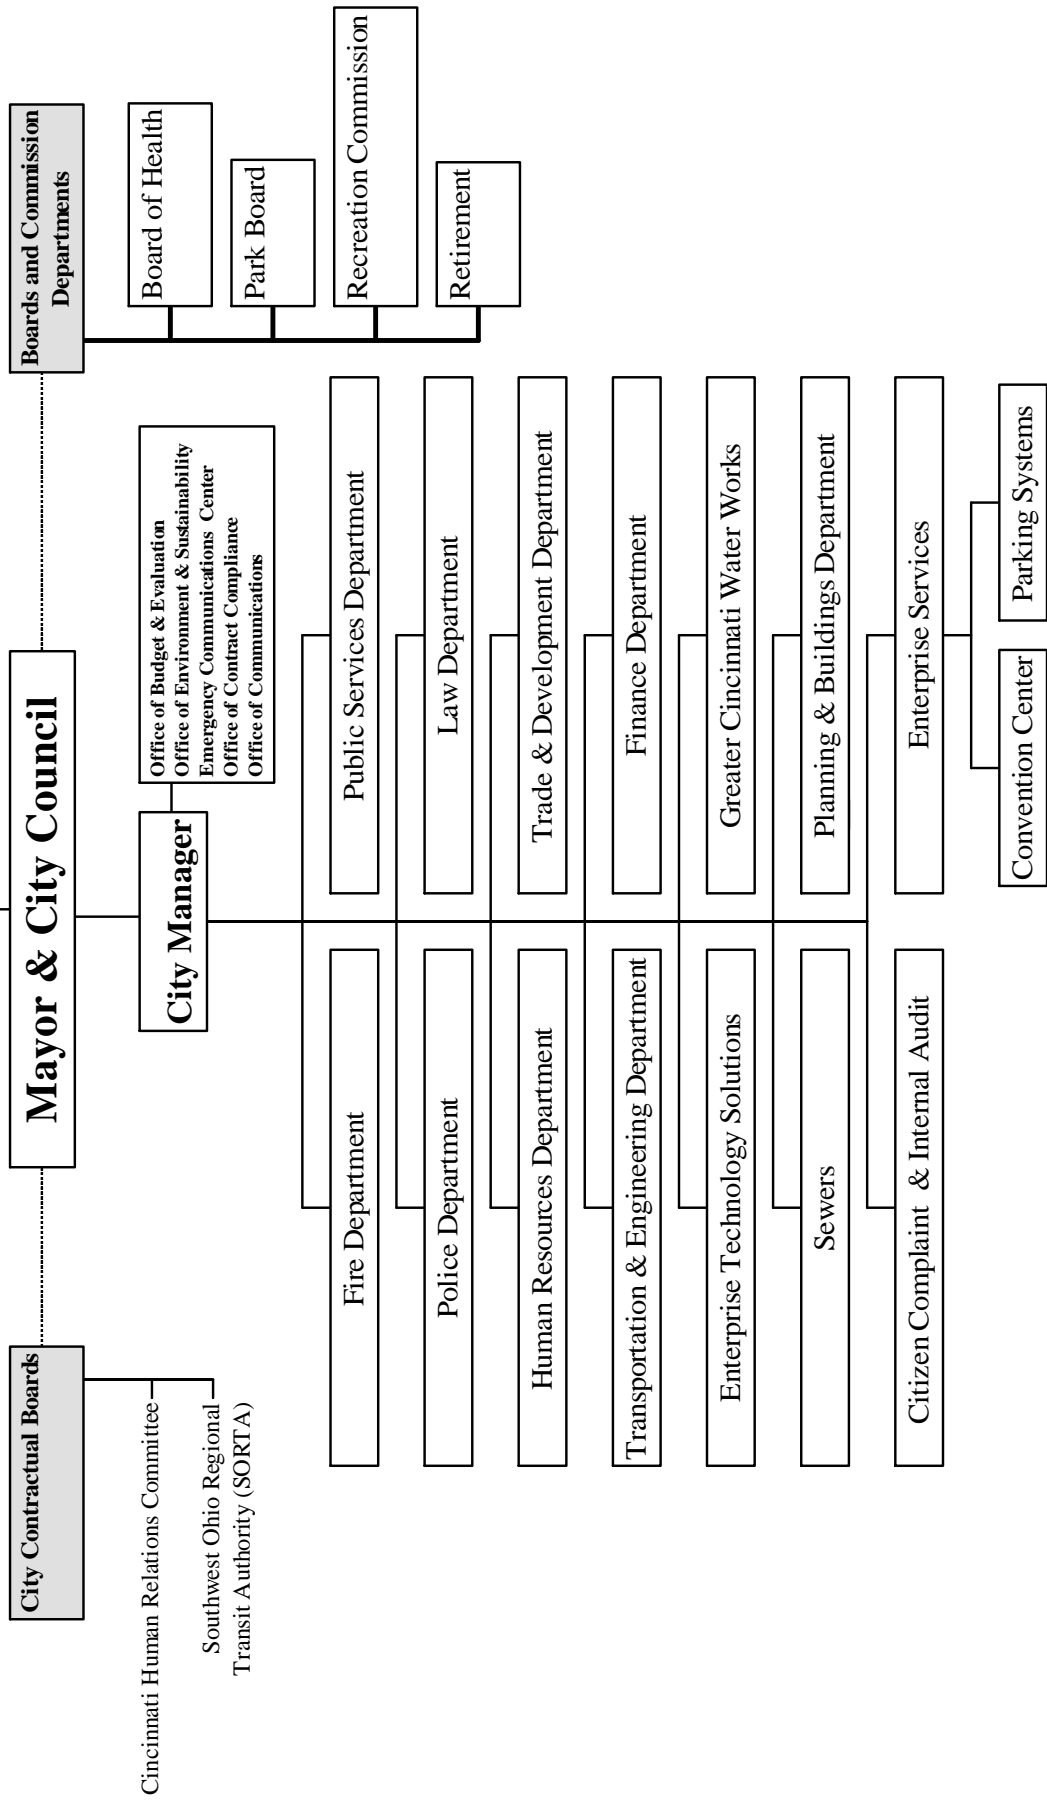 Mayor & City Council
City Contractual Boards
Cincinnati Human Relations Committee
Southwest Ohio Regional
Transit Authority (SORTA)
Boards and Commission
Departments
Board of Health
Park Board
Recreation Commission
Retirement
City Manager
Office of Budget & Evaluation
Office of Environment & Sustainability
Emergency Communications Center
Office of Contract Compliance
Office of Communications
Fire Department
Public Services Department
Police Department
Law Department
Human Resources Department
Trade & Development Department
Transportation & Engineering Department
Finance Department
Enterprise Technology Solutions
Greater Cincinnati Water Works
Sewers
Planning & Buildings Department
Citizen Complaint & Internal Audit
Enterprise Services
Convention Center
Parking Systems